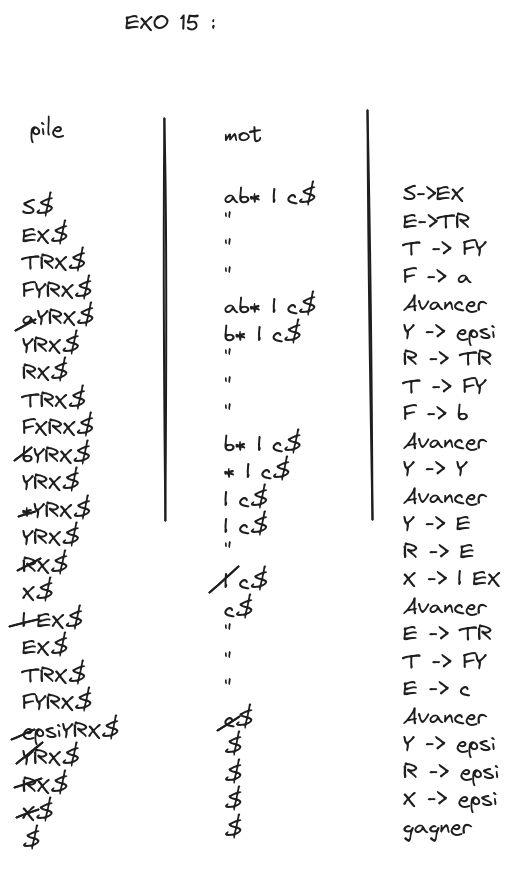 EXO 15 :
pile mot
S$ ab* | c$ S->EX
EX$ " E->TR
TRX$ " T -> FY
FYRX$ " F -> a
aYRX$ ab* | c$ Avancer
YRX$ b* | c$ Y -> epsi
RX$ " R -> TR
TRX$ " T -> FY
FXRX$ " F -> b
bYRX$ b* | c$ Avancer
YRX$ * | c$ Y -> Y
*YRX$ | c$ Avancer
YRX$ | c$ Y -> E
RX$ " R -> E
X$ | c$ X -> | EX
| EX$ c$ Avancer
EX$ " E -> TR
TRX$ " T -> FY
FYRX$ " E -> c
epsiYRX$ c$ Avancer
YRX$ $ Y -> epsi
RX$ $ R -> epsi
X$ $ X -> epsi
$ $ gagner